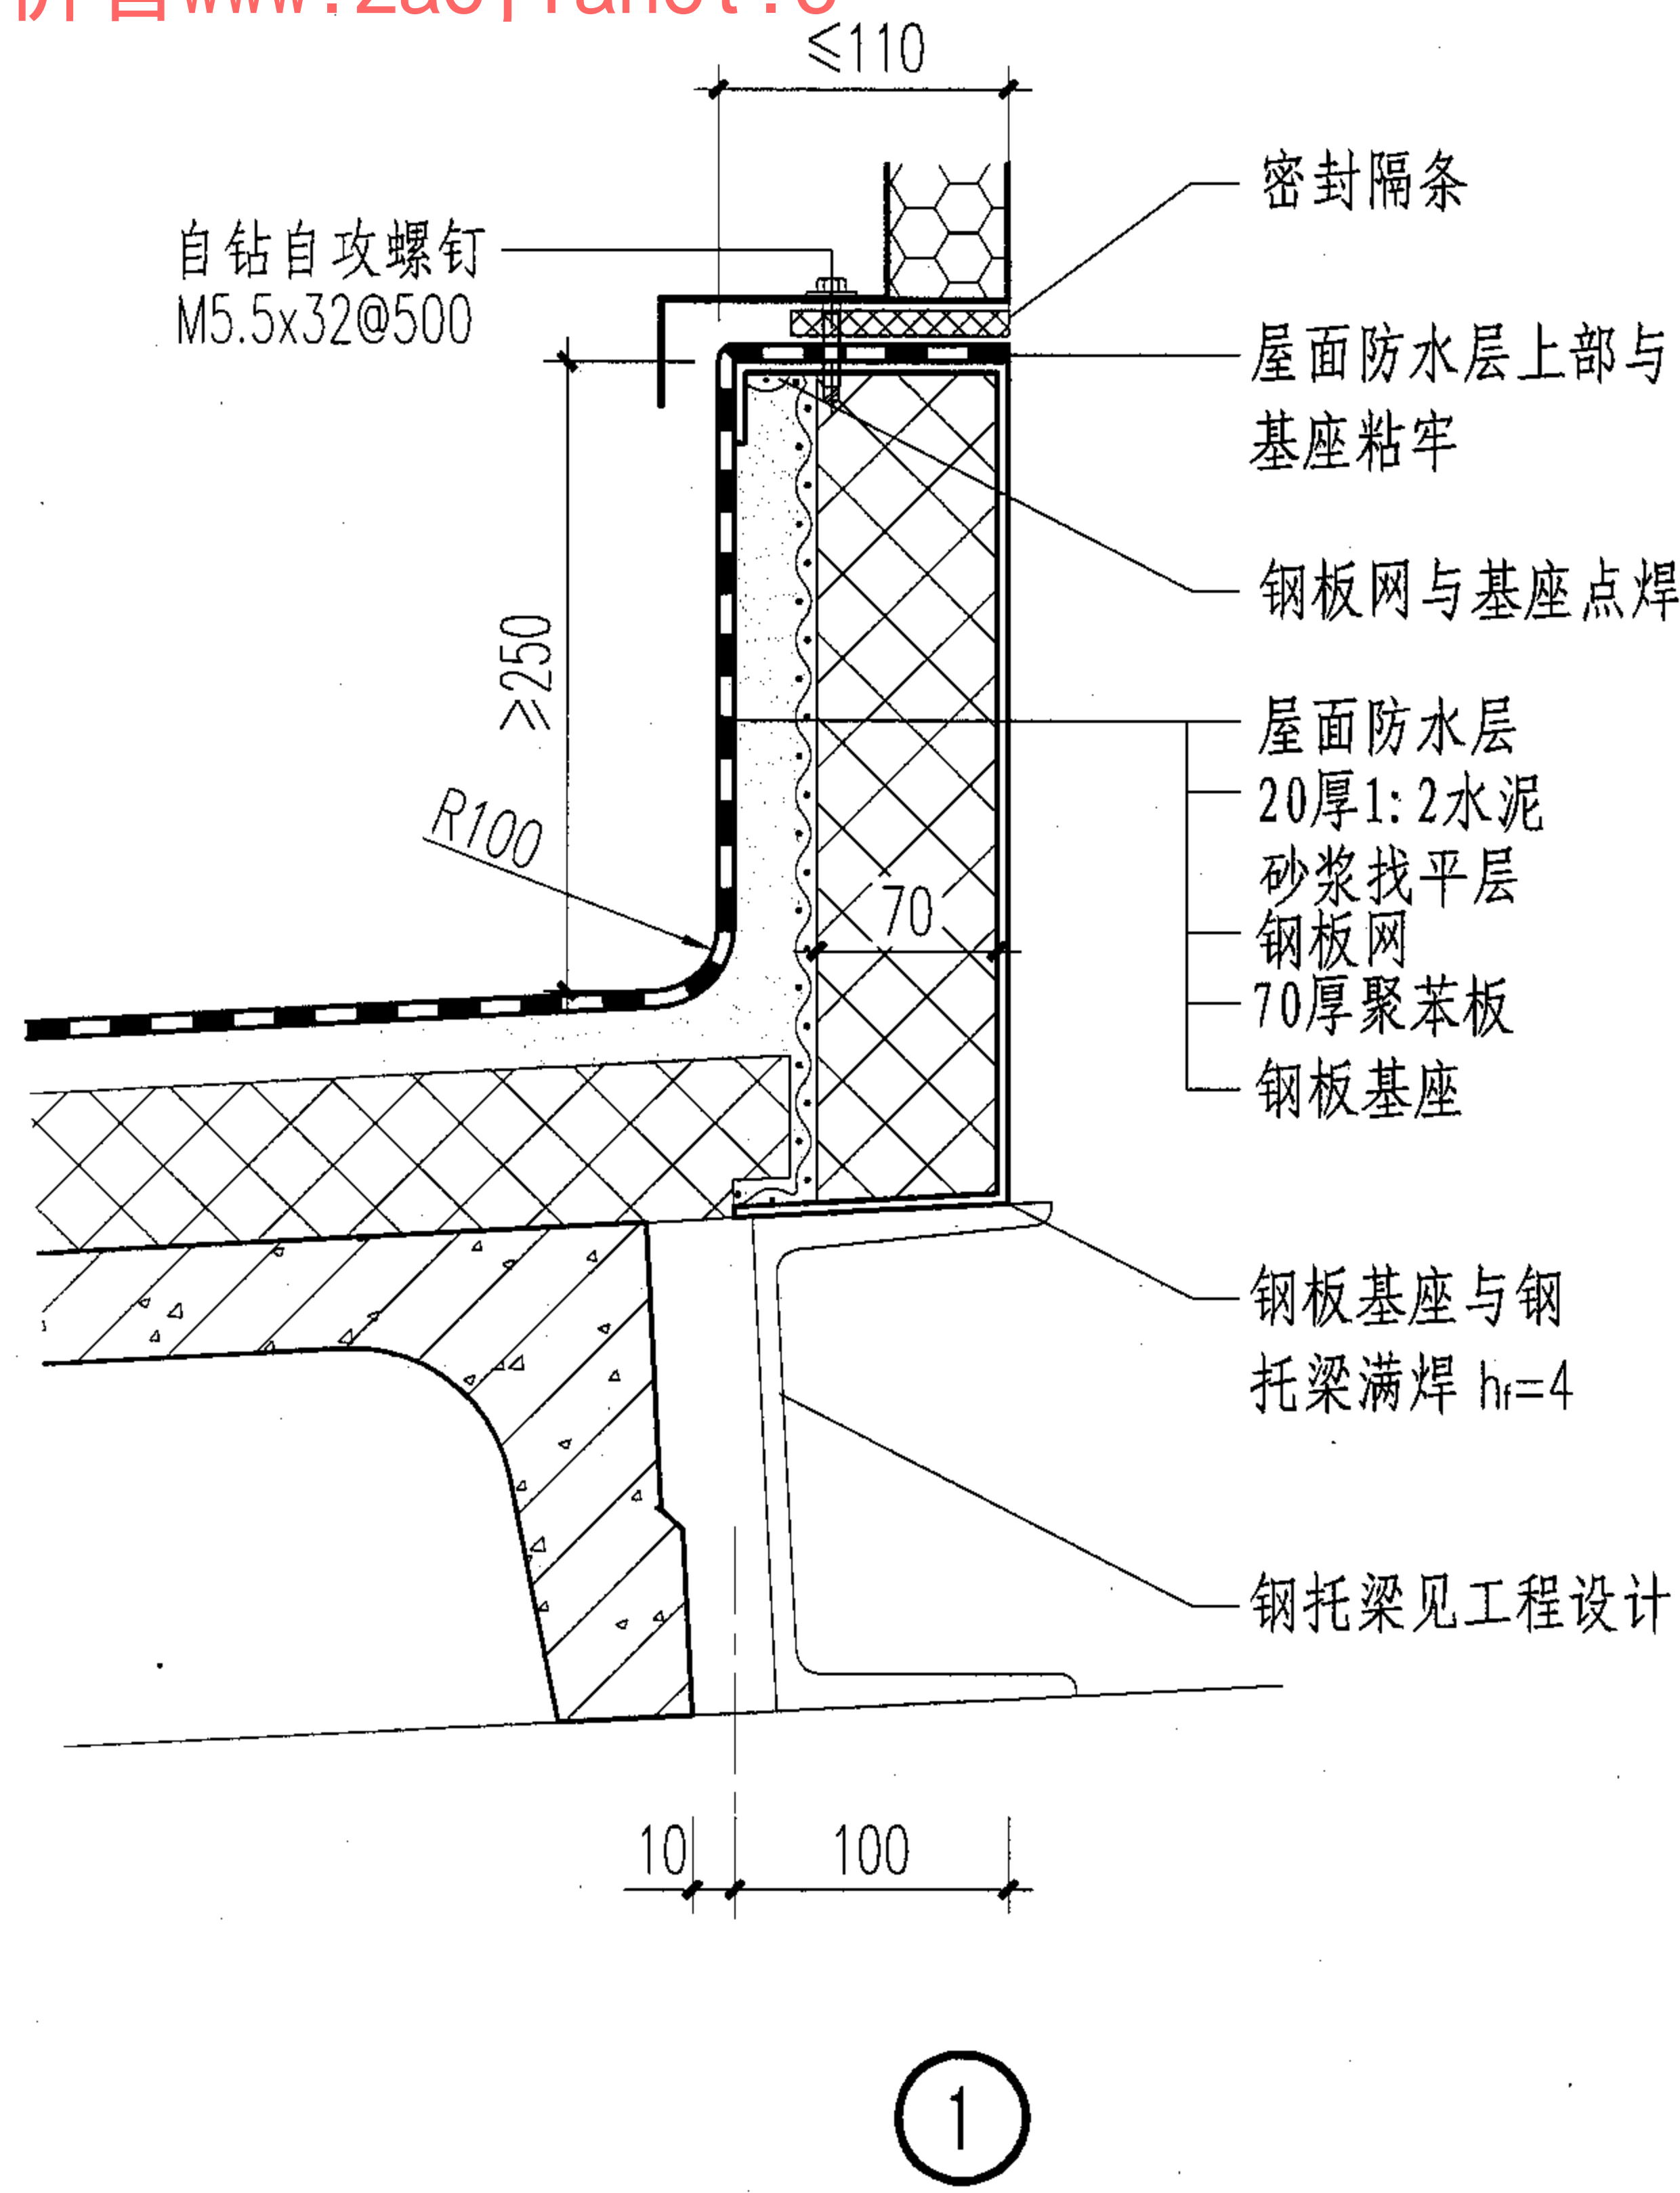 ≤110
密封隔条
自钻自攻螺钉
M5.5x32@500
屋面防水层上部与
基座粘牢
钢板网与基座点焊
≥250
屋面防水层
20厚1:2水泥
砂浆找平层
钢板网
70厚聚苯板
钢板基座
R100
70
钢板基座与钢
托梁满焊 hf=4
钢托梁见工程设计
10
100
1